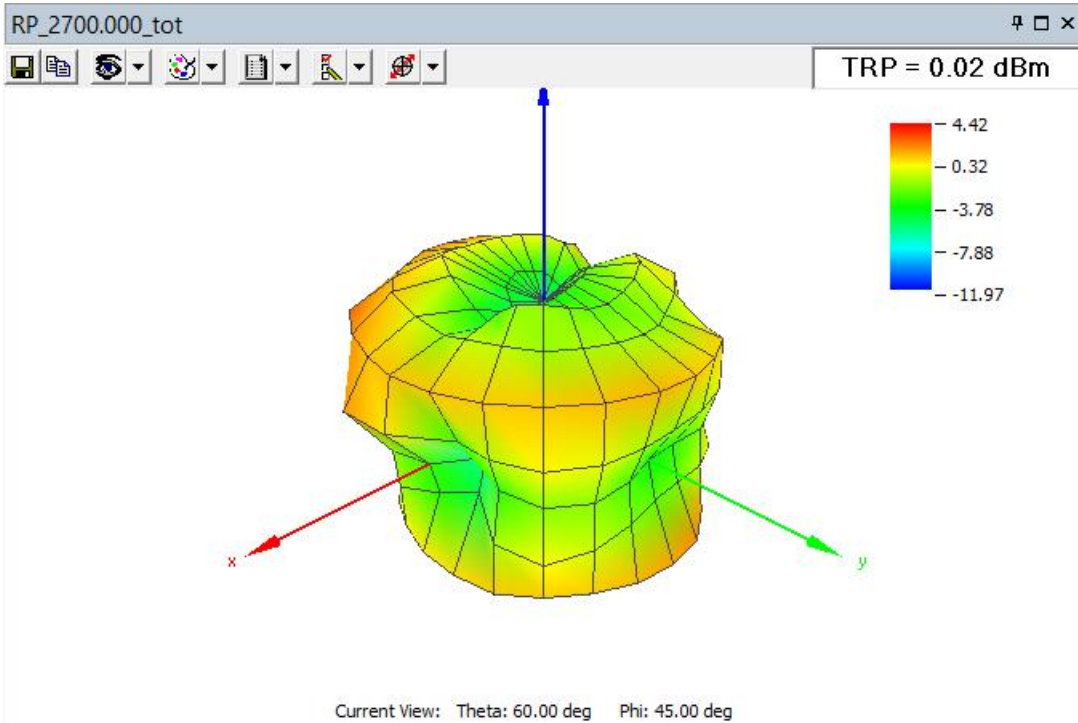 RP_2700.000_tot
TRP = 0.02 dBm
4.42
0.32
-3.78
-7.88
-11.97
x
y
Current View: Theta: 60.00 deg Phi: 45.00 deg